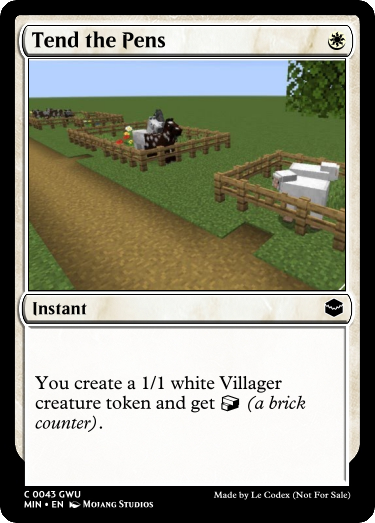 Tend the Pens
Instant
You create a 1/1 white Villager
creature token and get (a brick
counter).
C 0043 GWU
MIN • EN Mojang Studios
Made by Le Codex (Not For Sale)